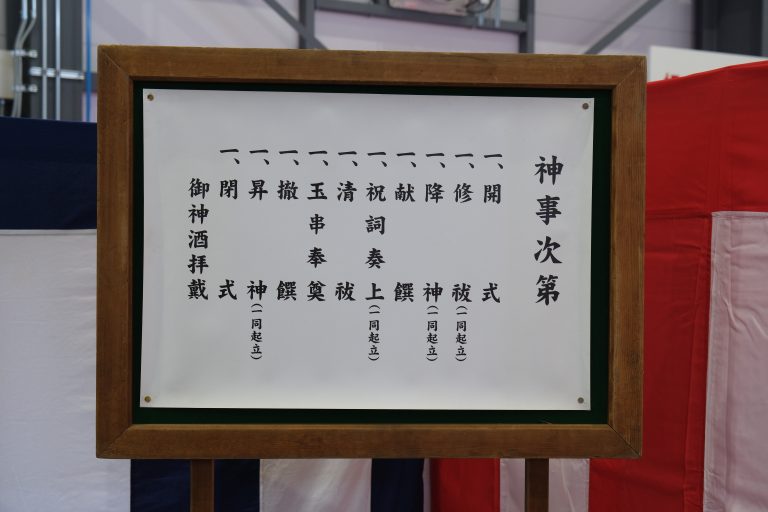 神事次第
一、開式
一、修祓(一同起立)
一、降神(一同起立)
一、献饌
一、祝詞奏上(一同起立)
一、清祓
一、玉串奉奠
一、撤饌
一、昇神(一同起立)
一、閉式
御神酒拝戴